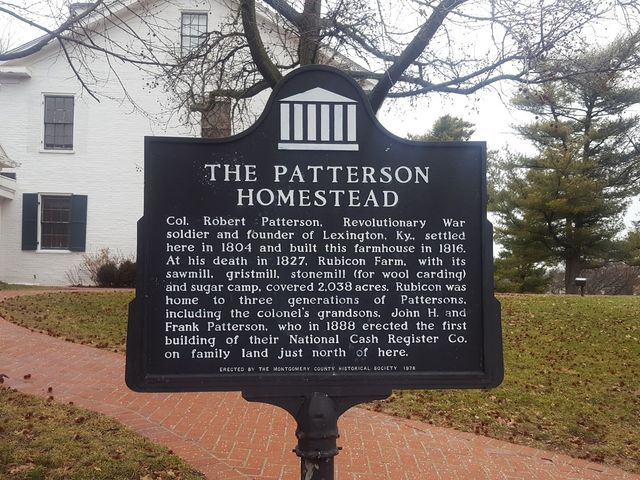 THE PATTERSON
HOMESTEAD
Col. Robert Patterson, Revolutionary War
soldier and founder of Lexington, Ky., settled
here in 1804 and built this farmhouse in 1816.
At his death in 1827, Rubicon Farm, with its
sawmill, gristmill, stonemill (for wool carding)
and sugar camp, covered 2,038 acres. Rubicon was
home to three generations of Pattersons,
including the colonel's grandsons, John H. and
Frank Patterson, who in 1888 erected the first
building of their National Cash Register Co.
on family land just north of here.
ERECTED BY THE MONTGOMERY COUNTY HISTORICAL SOCIETY 1978